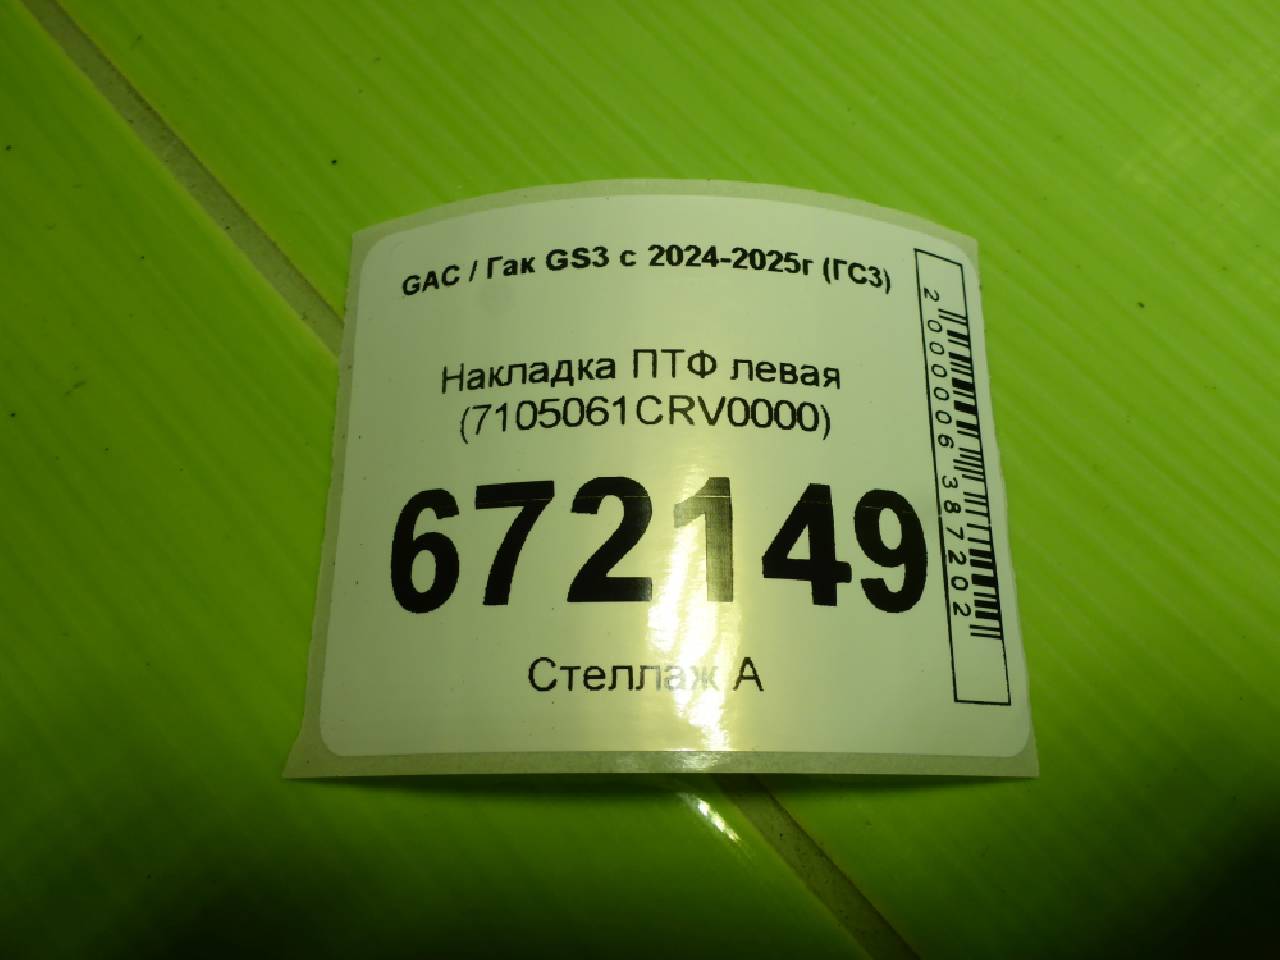 GAC / Гак GS3 с 2024-2025г (ГС3)
Накладка ПТФ левая
(7105061CRV0000)
672149
Стеллаж А
2000006387202